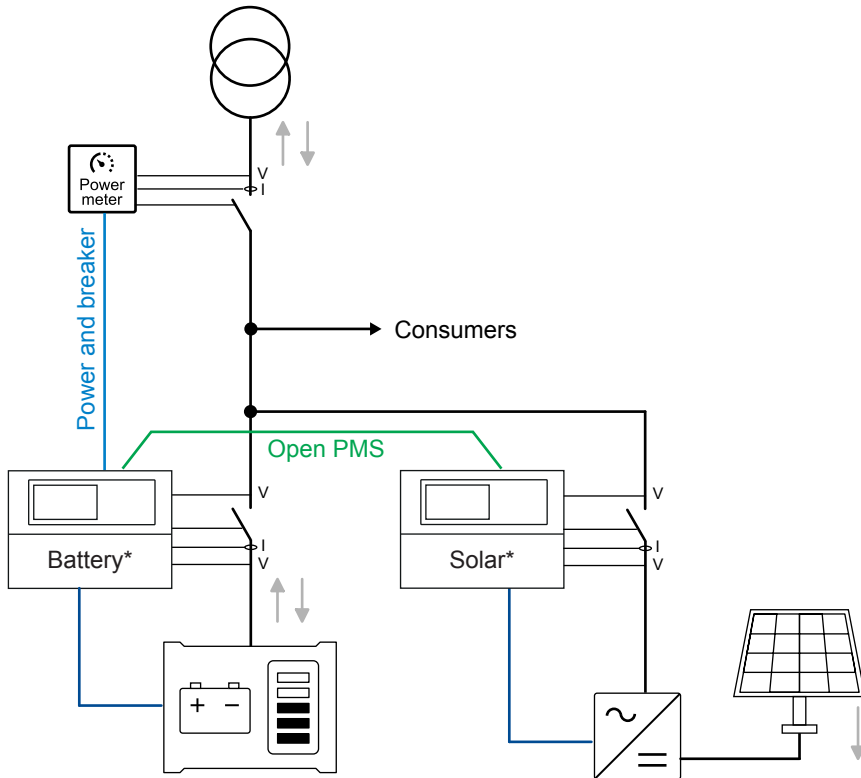 V
I
Power
meter
Power and breaker
Consumers
Open PMS
V
I
V
Battery*
V
I
V
Solar*
+ −